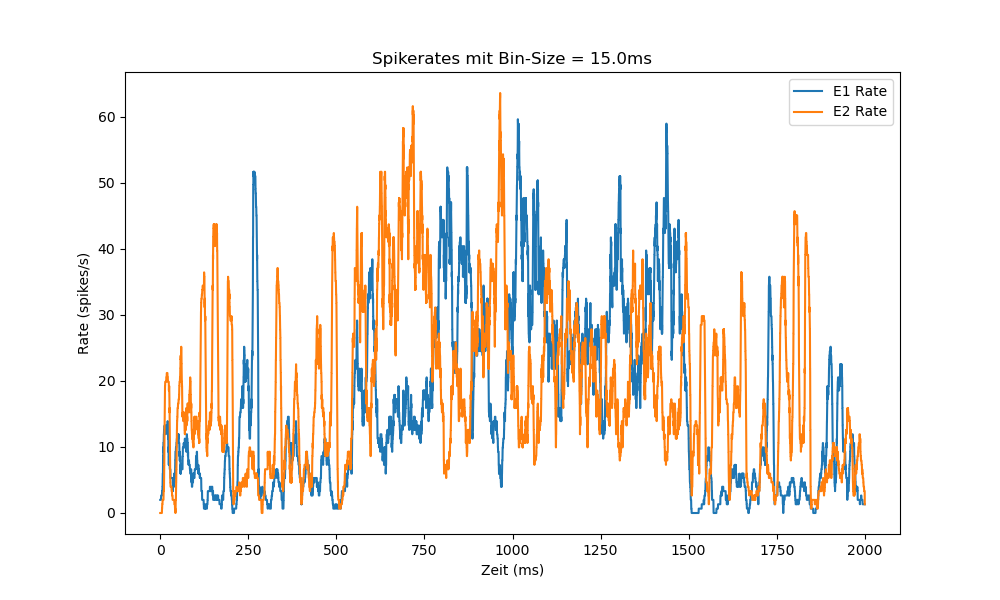 Spikerates mit Bin-Size = 15.0ms
E1 Rate
E2 Rate
Rate (spikes/s)
60
50
40
30
20
10
0
0 250 500 750 1000 1250 1500 1750 2000
Zeit (ms)